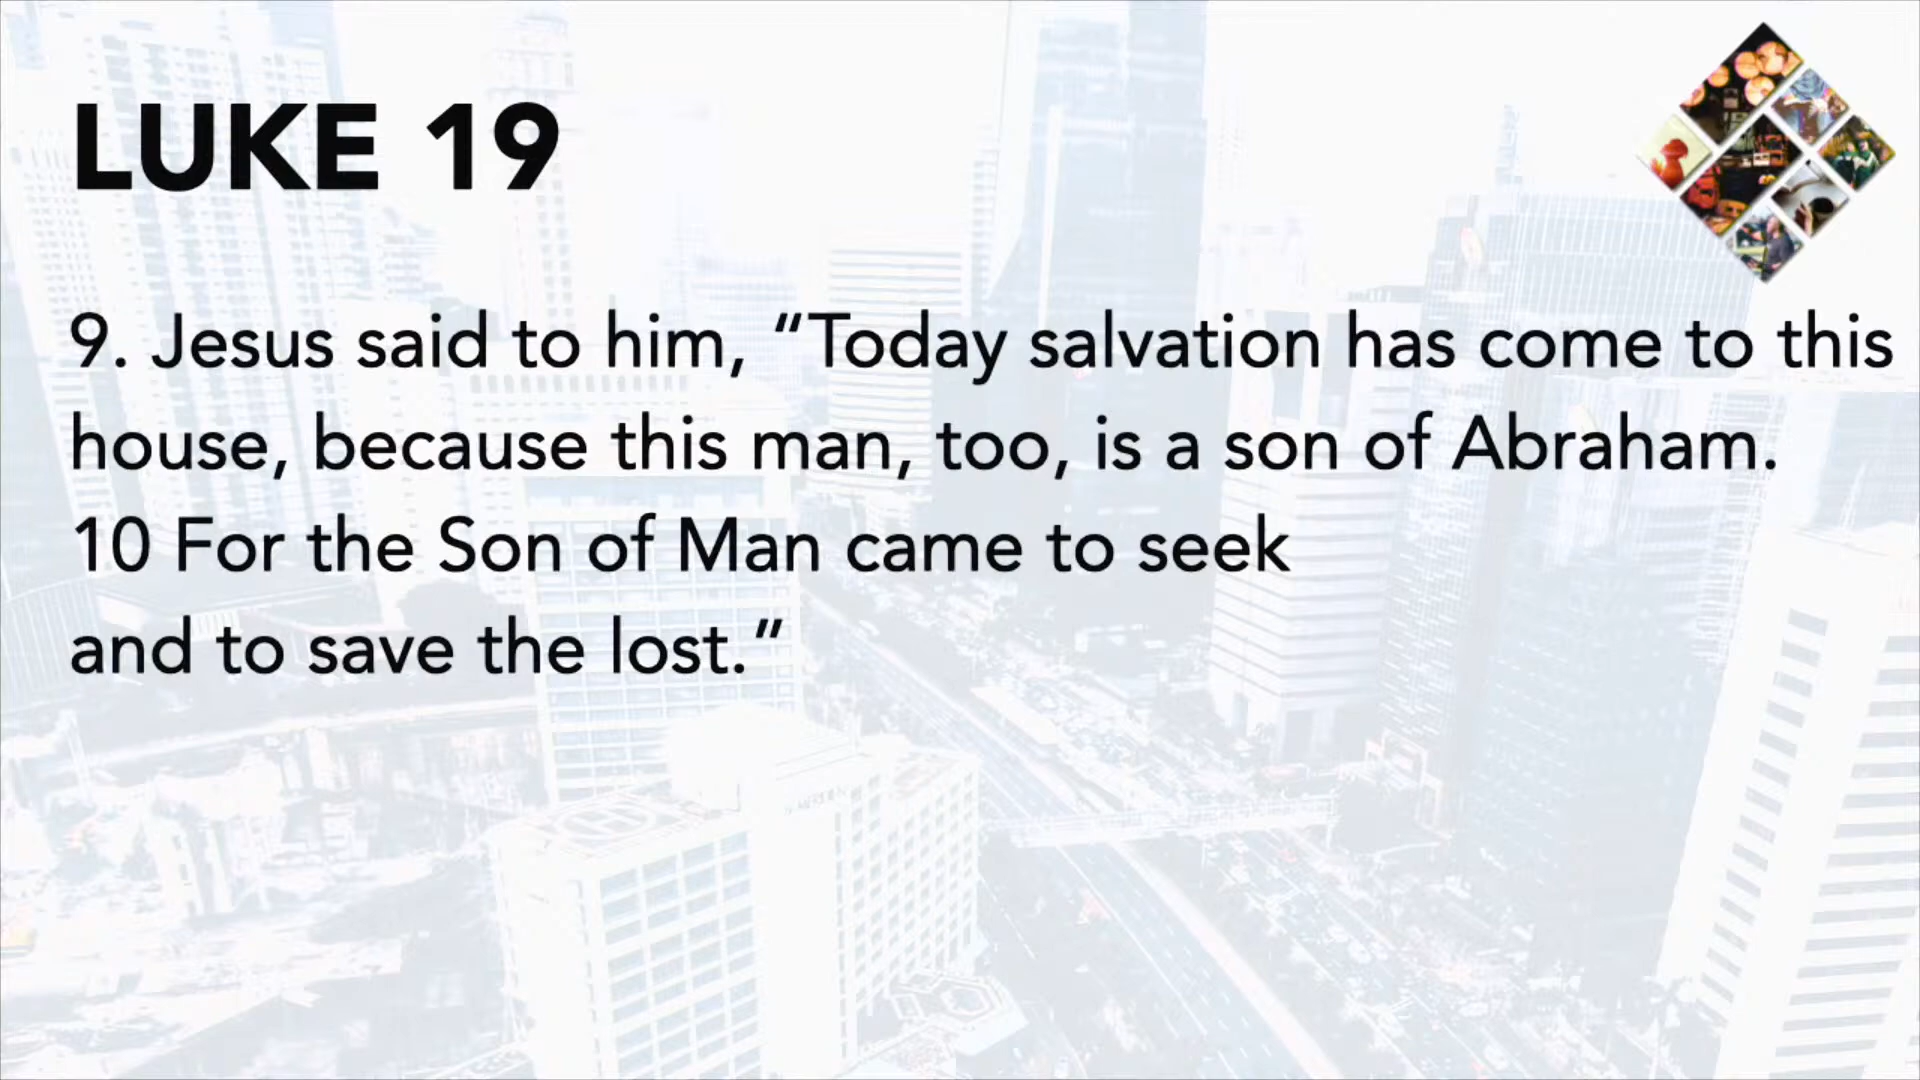 LUKE 19
9. Jesus said to him, “Today salvation has come to this
house, because this man, too, is a son of Abraham.
10 For the Son of Man came to seek
and to save the lost.”